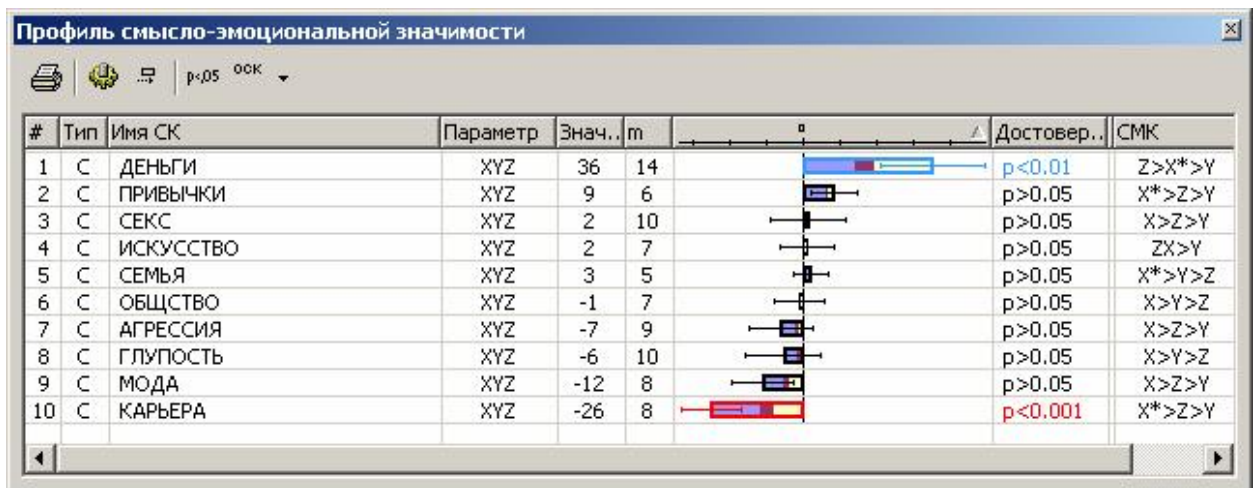 Профиль смысло-эмоциональной значимости
p<,05 ОСК
# Тип Имя СК Параметр Знач.. m Достовер... СМК
1 С ДЕНЬГИ XYZ 36 14 p<0.01 Z>X*>Y
2 С ПРИВЫЧКИ XYZ 9 6 p>0.05 X*>Z>Y
3 С СЕКС XYZ 2 10 p>0.05 X>Z>Y
4 С ИСКУССТВО XYZ 2 7 p>0.05 ZX>Y
5 С СЕМЬЯ XYZ 3 5 p>0.05 X*>Y>Z
6 С ОБЩСТВО XYZ -1 7 p>0.05 X>Y>Z
7 С АГРЕССИЯ XYZ -7 9 p>0.05 X>Z>Y
8 С ГЛУПОСТЬ XYZ -6 10 p>0.05 X>Y>Z
9 С МОДА XYZ -12 8 p>0.05 X>Z>Y
10 С КАРЬЕРА XYZ -26 8 p<0.001 X*>Z>Y